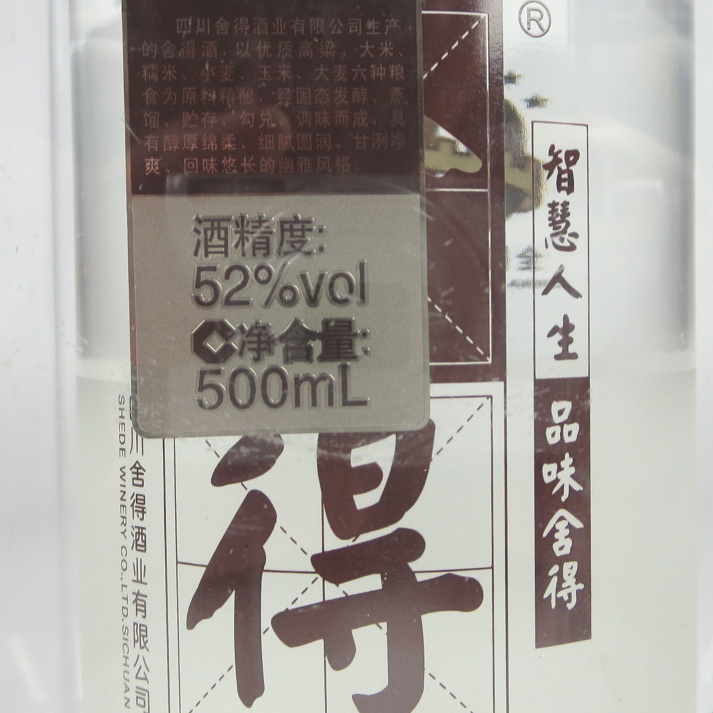 四川舍得酒业有限公司生产
的舍得酒，以优质高粱、大米、
糯米、小麦、玉米、大麦六种粮
食为原料精酿，经固态发酵、蒸
馏、贮存、勾兑、调味而成，具
有醇厚绵柔、细腻圆润、甘洌净
爽、回味悠长的幽雅风格。
酒精度:
52%vol
净含量:
500mL
得
®
智慧人生
品味舍得
川舍得酒业有限公司
SHEDE WINERY CO.,LTD.SICHUAN